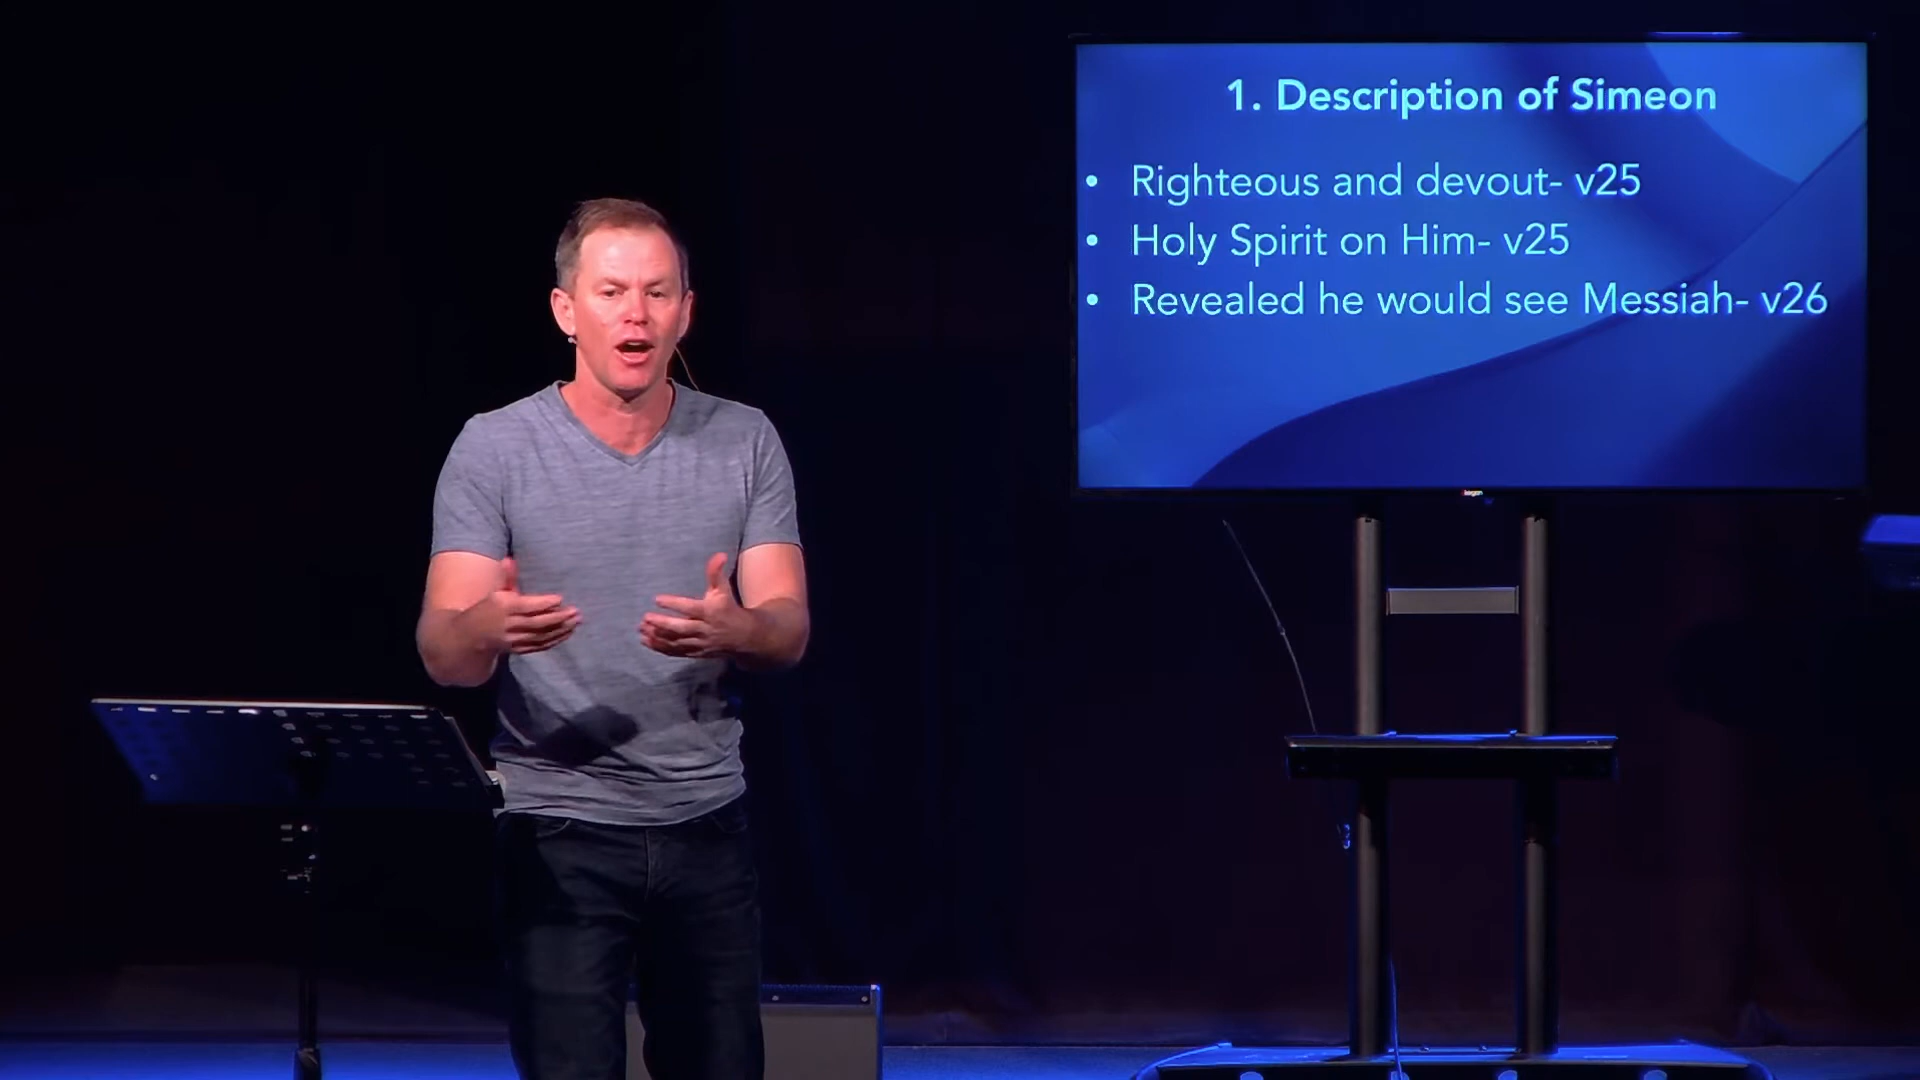 1. Description of Simeon
• Righteous and devout- v25
• Holy Spirit on Him- v25
• Revealed he would see Messiah- v26